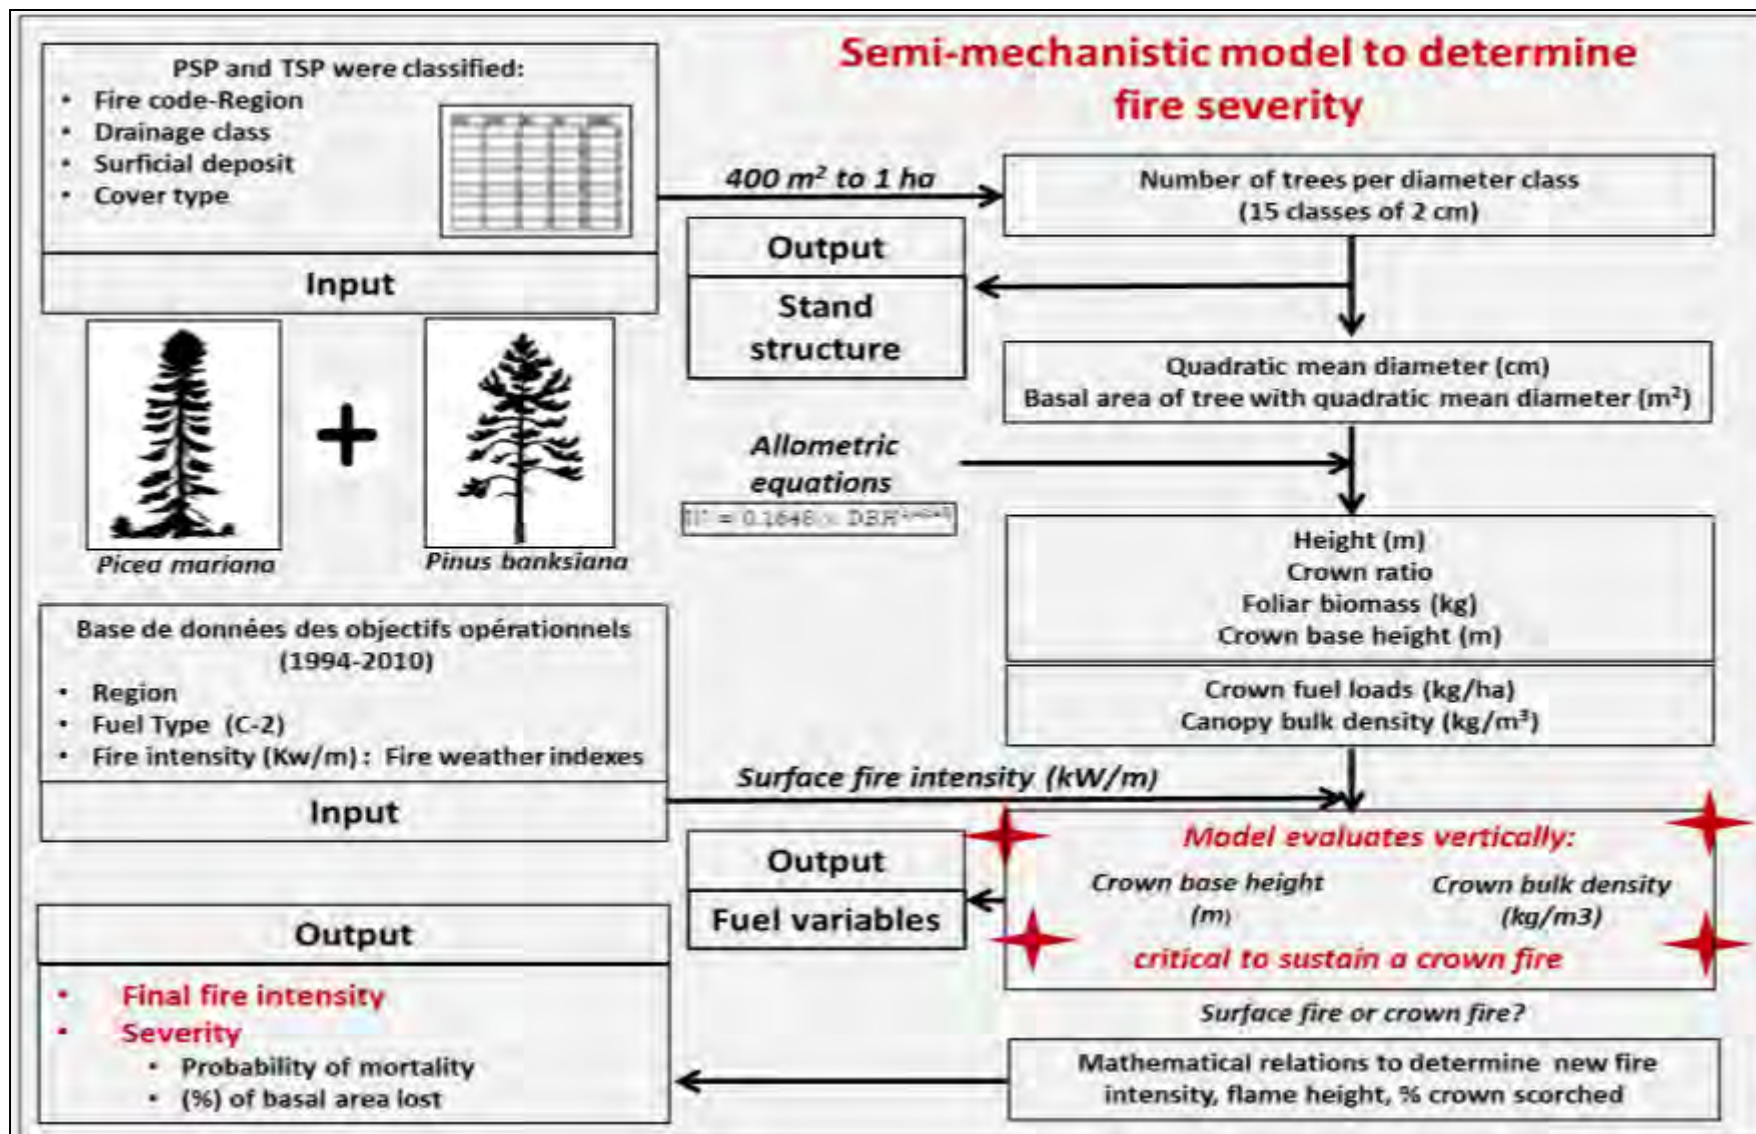 Semi-mechanistic model to determine
fire severity
PSP and TSP were classified:
• Fire code-Region
• Drainage class
• Surficial deposit
• Cover type
Input
400 m² to 1 ha
Number of trees per diameter class
(15 classes of 2 cm)
Output
Stand
structure
Quadratic mean diameter (cm)
Basal area of tree with quadratic mean diameter (m²)
Picea mariana
+
Pinus banksiana
Allometric
equations
= 0.1648 × DBH
Height (m)
Crown ratio
Foliar biomass (kg)
Crown base height (m)
Crown fuel loads (kg/ha)
Canopy bulk density (kg/m³)
Base de données des objectifs opérationnels
(1994-2010)
• Region
• Fuel Type (C-2)
• Fire intensity (Kw/m) : Fire weather indexes
Input
Surface fire intensity (kW/m)
Model evaluates vertically:
Crown base height
(m)
Crown bulk density
(kg/m3)
critical to sustain a crown fire
Output
Fuel variables
Surface fire or crown fire?
Mathematical relations to determine new fire
intensity, flame height, % crown scorched
Output
• Final fire intensity
• Severity
• Probability of mortality
• (%) of basal area lost